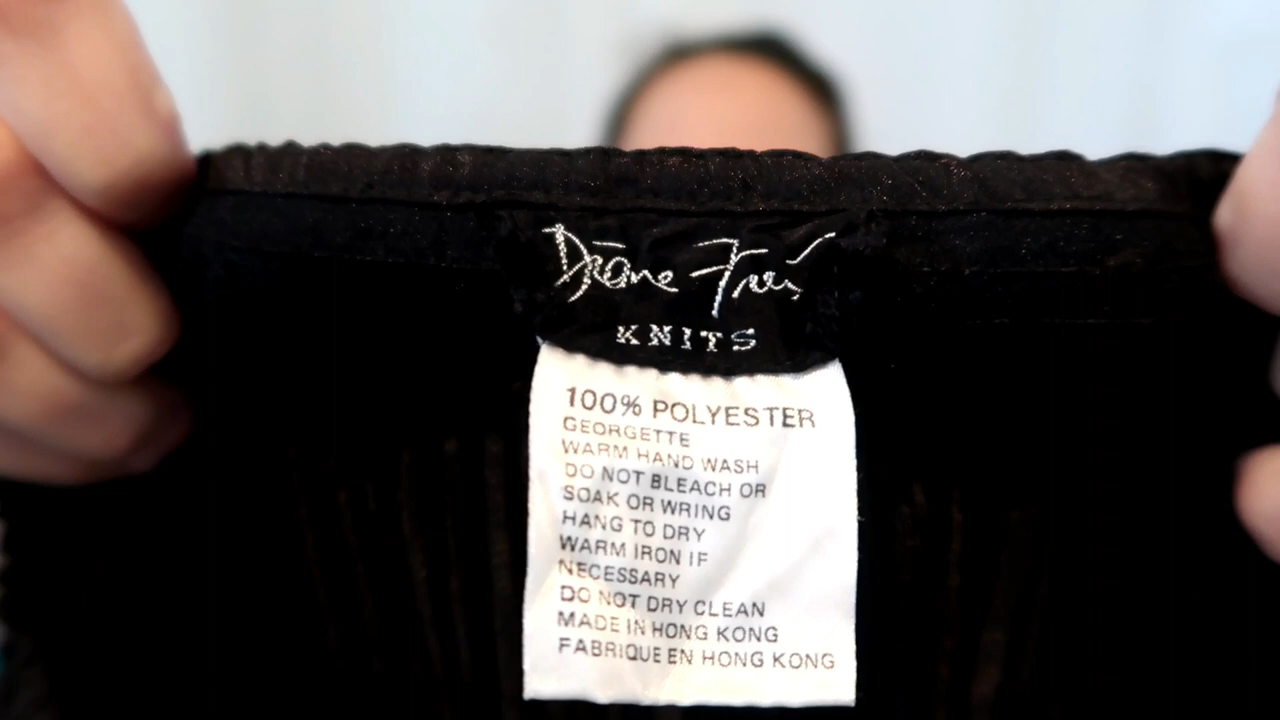 Diane Freis
KNITS
100% POLYESTER
GEORGETTE
WARM HAND WASH
DO NOT BLEACH OR
SOAK OR WRING
HANG TO DRY
WARM IRON IF
NECESSARY
DO NOT DRY CLEAN
MADE IN HONG KONG
FABRIQUE EN HONG KONG